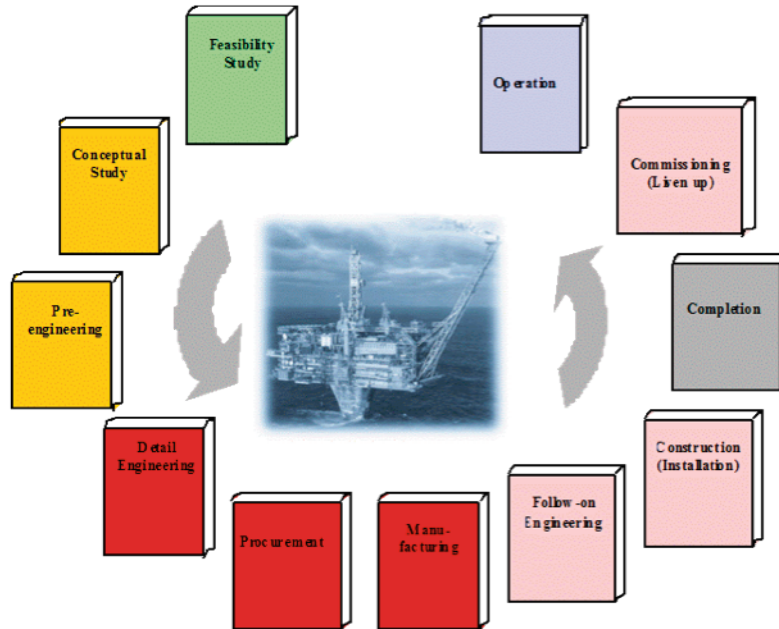 Feasibility
Study
Conceptual
Study
Pre-
engineering
Detail
Engineering
Procurement
Manu-
facturing
Follow-on
Engineering
Construction
(Installation)
Completion
Commissioning
(Liven up)
Operation